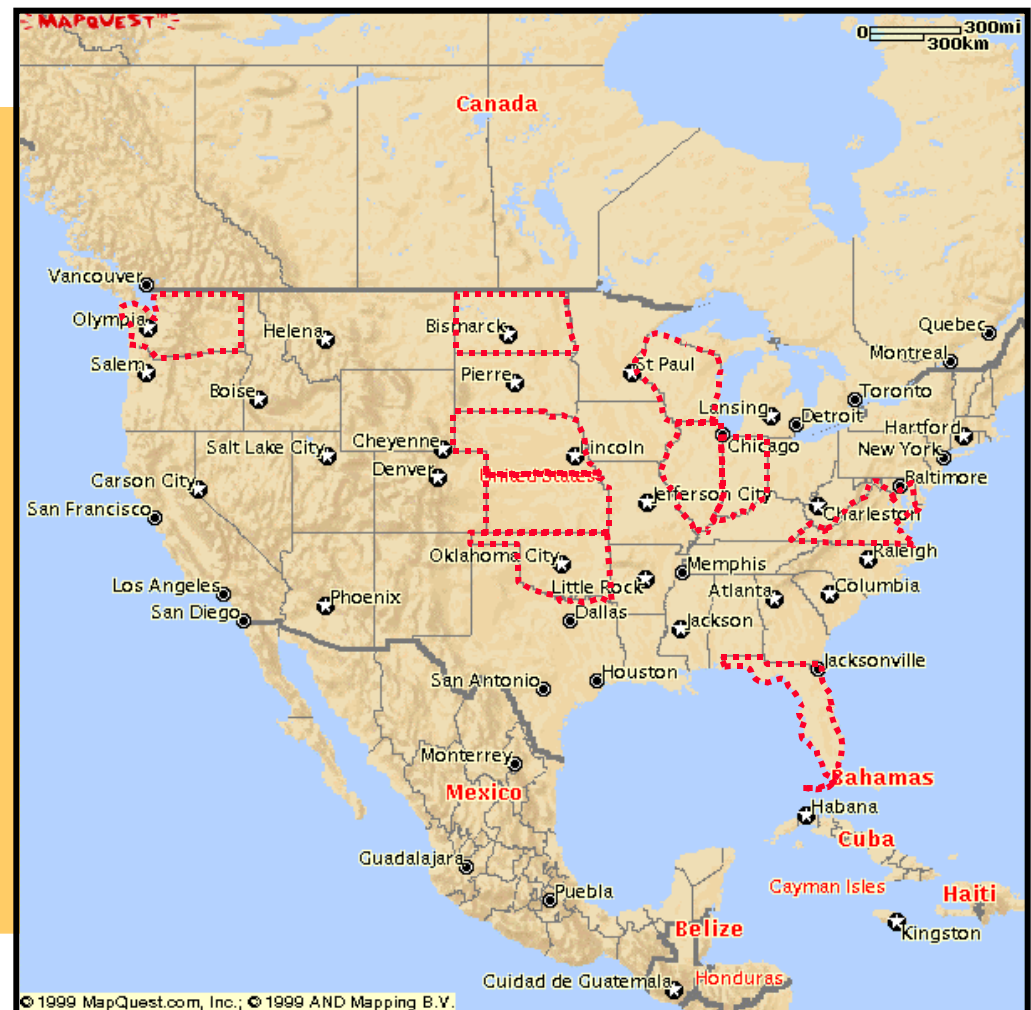 MAPQUEST™
0 300mi
300km
Canada
Vancouver
Olympia
Helena
Bismarck
Quebec
Salem
Pierre
St Paul
Montreal
Boise
Toronto
Lansing
Detroit
Hartford
Salt Lake City
Cheyenne
Lincoln
Chicago
New York
Denver
United States
Baltimore
Carson City
Jefferson City
Charleston
San Francisco
Oklahoma City
Raleigh
Memphis
Los Angeles
Phoenix
Little Rock
Atlanta
Columbia
San Diego
Dallas
Jackson
San Antonio
Houston
Jacksonville
Monterrey
Bahamas
Mexico
Habana
Cuba
Guadalajara
Cayman Isles
Puebla
Haiti
Belize
Kingston
Cuidad de Guatemala
Honduras
© 1999 MapQuest.com, Inc.; © 1999 AND Mapping B.V.